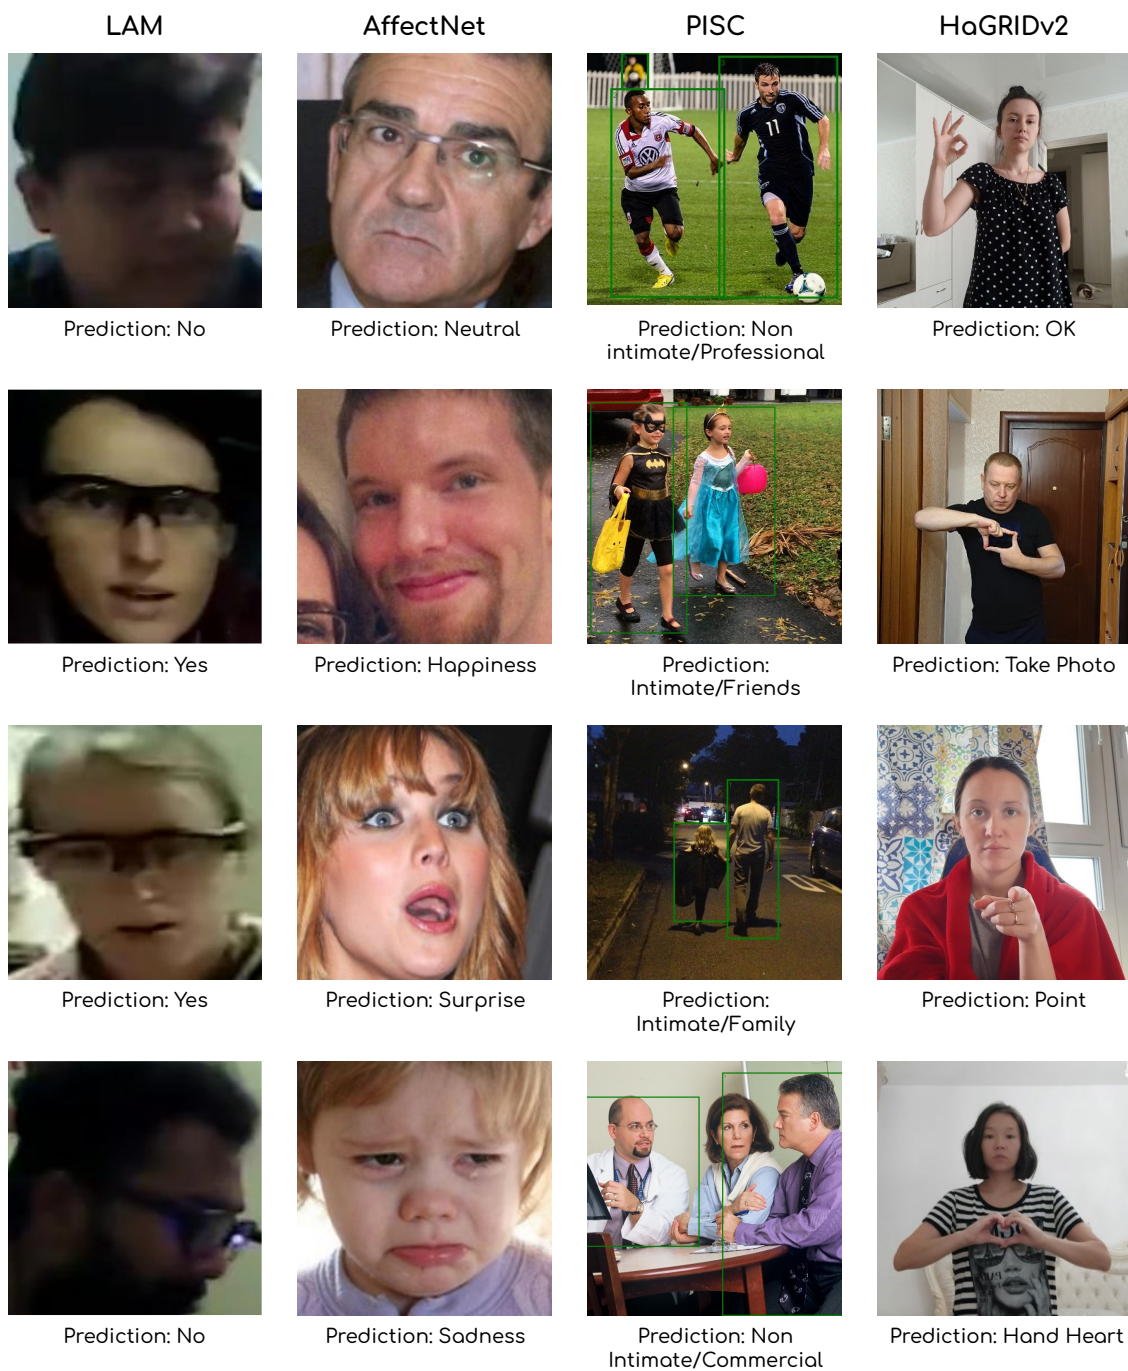 LAM
AffectNet
PISC
HaGRIDv2
11
Prediction: No
Prediction: Neutral
Prediction: Non
intimate/Professional
Prediction: OK
Prediction: Yes
Prediction: Happiness
Prediction:
Intimate/Friends
Prediction: Take Photo
Prediction: Yes
Prediction: Surprise
Prediction:
Intimate/Family
Prediction: Point
Prediction: No
Prediction: Sadness
Prediction: Non
Intimate/Commercial
Prediction: Hand Heart